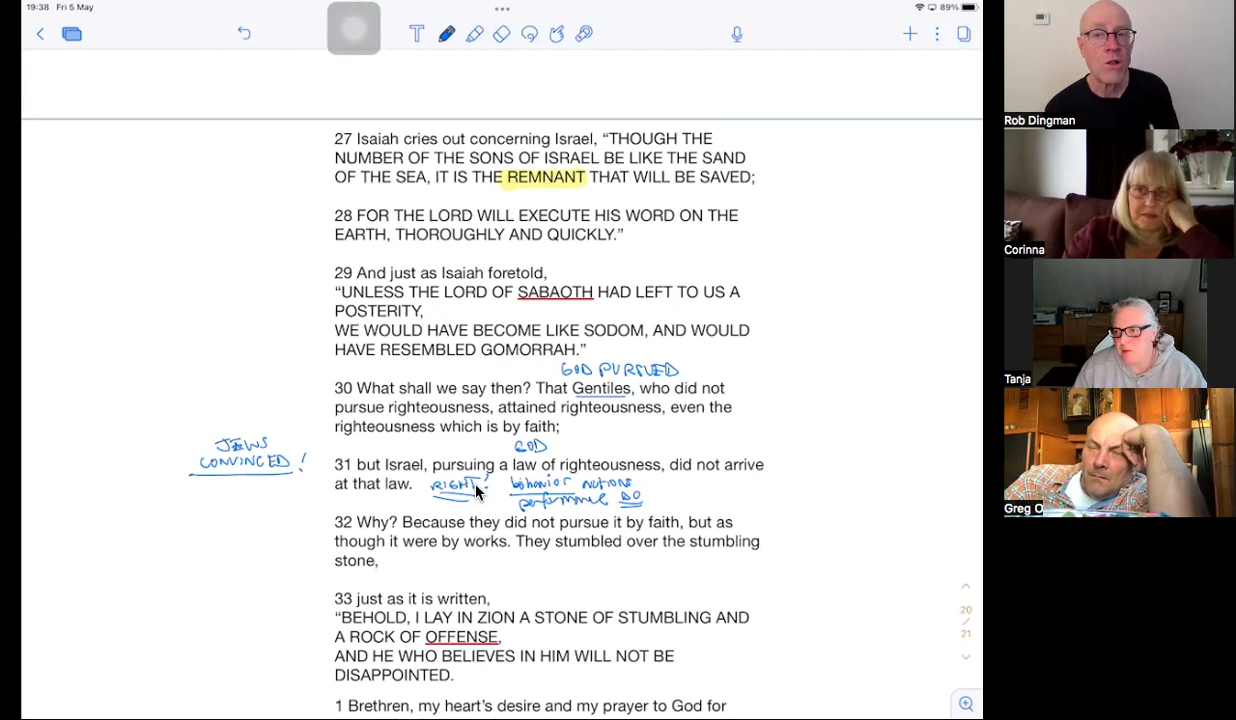 19:38 Fri 5 May
89%
27 Isaiah cries out concerning Israel, “THOUGH THE
NUMBER OF THE SONS OF ISRAEL BE LIKE THE SAND
OF THE SEA, IT IS THE REMNANT THAT WILL BE SAVED;
28 FOR THE LORD WILL EXECUTE HIS WORD ON THE
EARTH, THOROUGHLY AND QUICKLY.”
29 And just as Isaiah foretold,
“UNLESS THE LORD OF SABAOTH HAD LEFT TO US A
POSTERITY,
WE WOULD HAVE BECOME LIKE SODOM, AND WOULD
HAVE RESEMBLED GOMORRAH.”
GOD PURSUED
30 What shall we say then? That Gentiles, who did not
pursue righteousness, attained righteousness, even the
righteousness which is by faith;
JEWS
CONVINCED!
GOD
31 but Israel, pursuing a law of righteousness, did not arrive
at that law. RIGHT! behavior actions
performance DO
32 Why? Because they did not pursue it by faith, but as
though it were by works. They stumbled over the stumbling
stone,
33 just as it is written,
“BEHOLD, I LAY IN ZION A STONE OF STUMBLING AND
A ROCK OF OFFENSE,
AND HE WHO BELIEVES IN HIM WILL NOT BE
DISAPPOINTED.
1 Brethren, my heart’s desire and my prayer to God for
20
/
21
Rob Dingman
Corinna
Tanja
Greg O